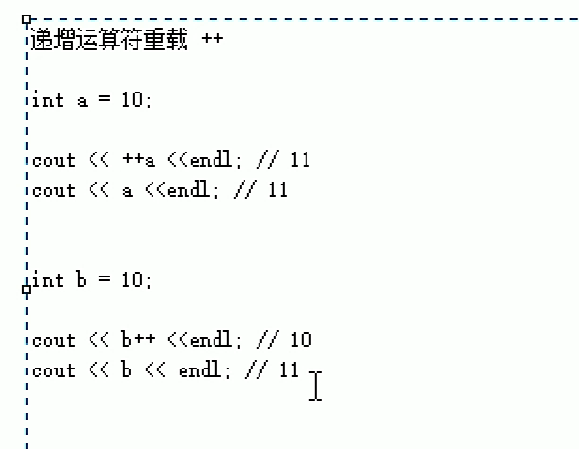 递增运算符重载 ++
int a = 10;
cout << ++a <<endl; // 11
cout << a <<endl; // 11
int b = 10;
cout << b++ <<endl; // 10
cout << b << endl; // 11